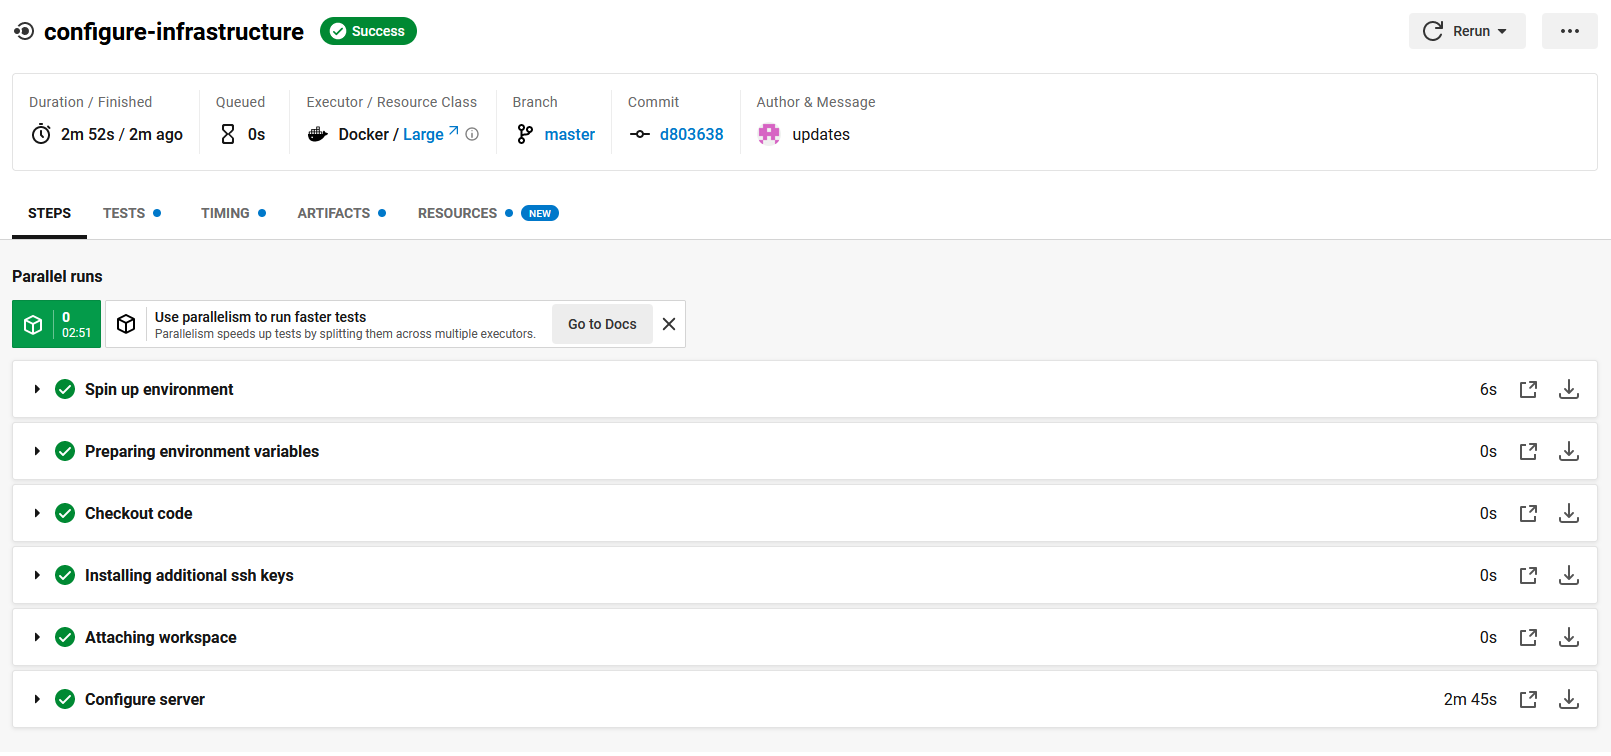 configure-infrastructure Success Rerun
Duration / Finished Queued Executor / Resource Class Branch Commit Author & Message
2m 52s / 2m ago 0s Docker / Large master d803638 updates
STEPS TESTS TIMING ARTIFACTS RESOURCES NEW
Parallel runs
0
02:51
Use parallelism to run faster tests
Parallelism speeds up tests by splitting them across multiple executors.
Go to Docs
Spin up environment 6s
Preparing environment variables 0s
Checkout code 0s
Installing additional ssh keys 0s
Attaching workspace 0s
Configure server 2m 45s